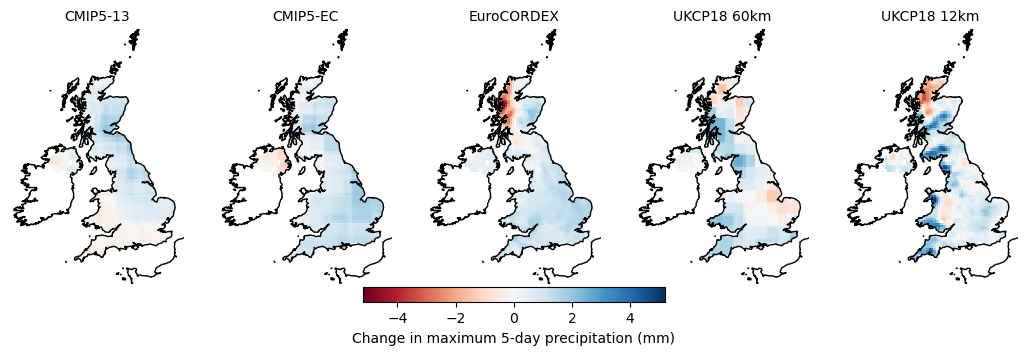 CMIP5-13 CMIP5-EC EuroCORDEX UKCP18 60km UKCP18 12km
−4 −2 0 2 4
Change in maximum 5-day precipitation (mm)